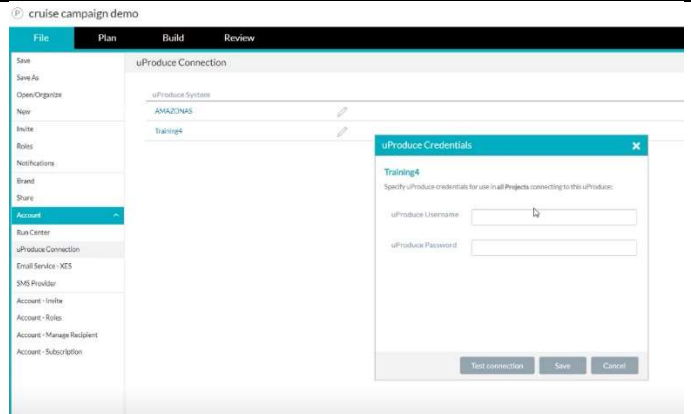 P cruise campaign demo
File Plan Build Review
Save
Save As
Open/Organize
New
Invite
Roles
Notifications
Brand
Share
Account
Run Center
uProduce Connection
Email Service - XES
SMS Provider
Account - Invite
Account - Roles
Account - Manage Recipient
Account - Subscription
uProduce Connection
uProduce System
AMAZONAS
Training4
uProduce Credentials
Training4
Specify uProduce credentials for use in all Projects connecting to this uProduce:
uProduce Username
uProduce Password
Test connection Save Cancel